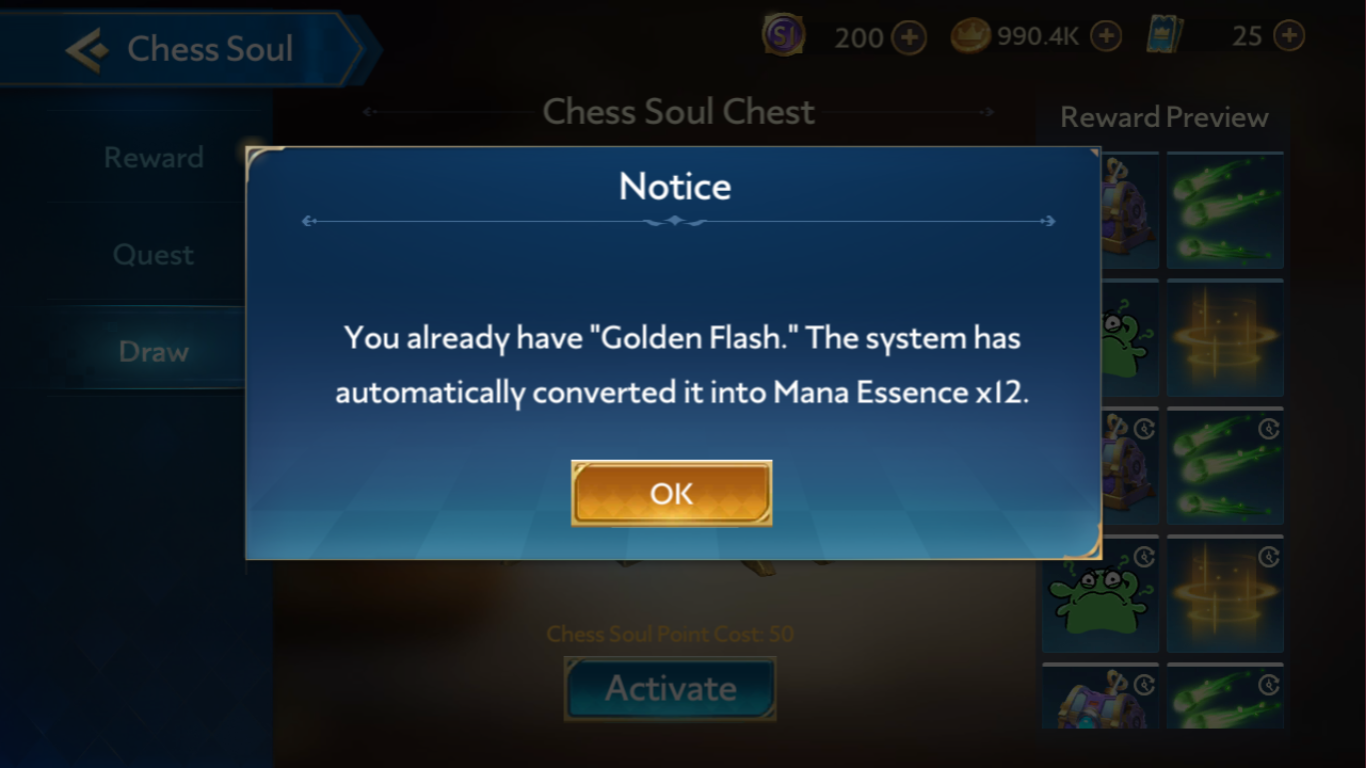 Chess Soul
S1
200
990.4K
25
Chess Soul Chest
Reward Preview
Reward
Quest
Draw
Notice
You already have "Golden Flash." The system has
automatically converted it into Mana Essence x12.
OK
Chess Soul Point Cost: 50
Activate